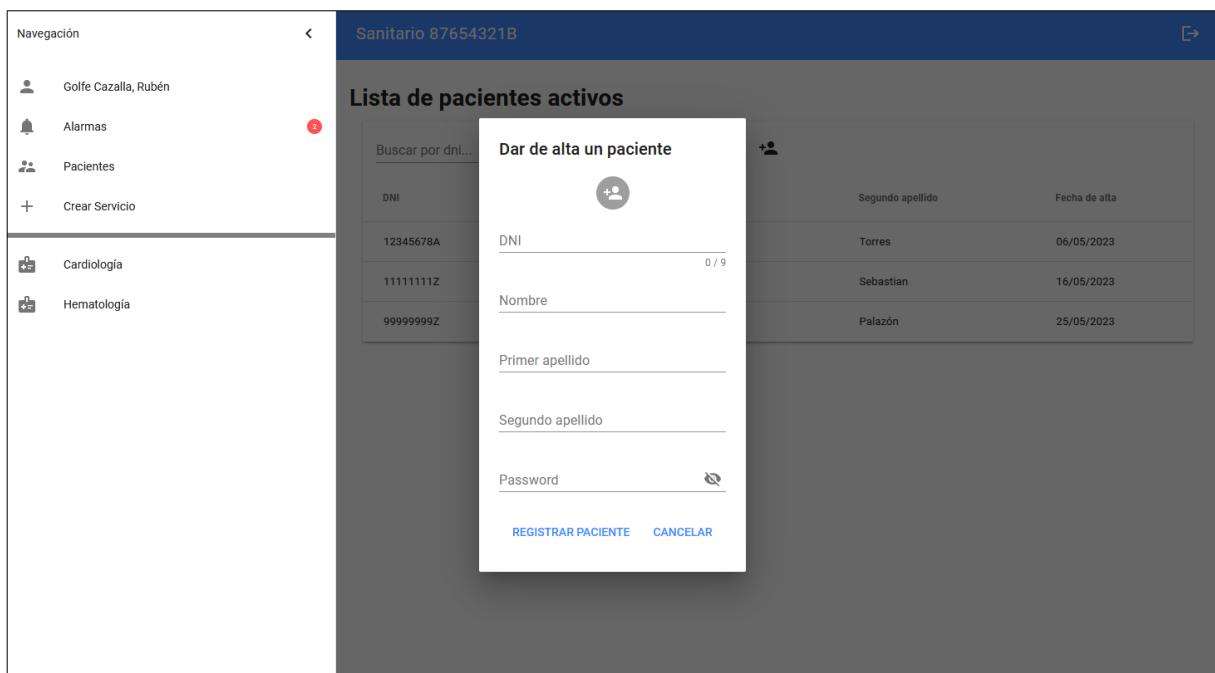 Navegación
Golfe Cazalla, Rubén
Alarmas 2
Pacientes
Crear Servicio
Cardiología
Hematología
Sanitario 87654321B
Lista de pacientes activos
Buscar por dni...
DNI Segundo apellido Fecha de alta
12345678A Torres 06/05/2023
11111111Z Sebastian 16/05/2023
99999999Z Palazón 25/05/2023
Dar de alta un paciente
DNI
0 / 9
Nombre
Primer apellido
Segundo apellido
Password
REGISTRAR PACIENTE CANCELAR